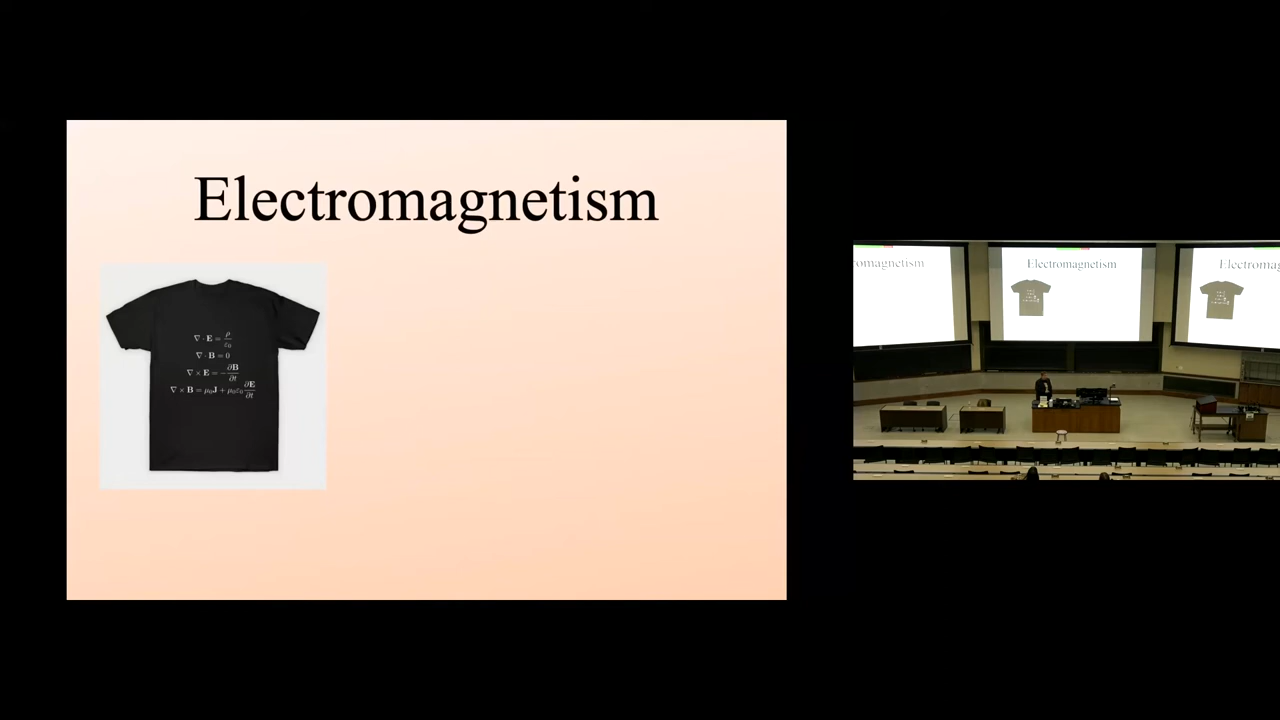 Electromagnetism
∇ · E = ρ/ε₀
∇ · B = 0
∇ × E = −∂B/∂t
∇ × B = μ₀J + μ₀ε₀ ∂E/∂t
omagnetism
Electromagnetism
Electromag